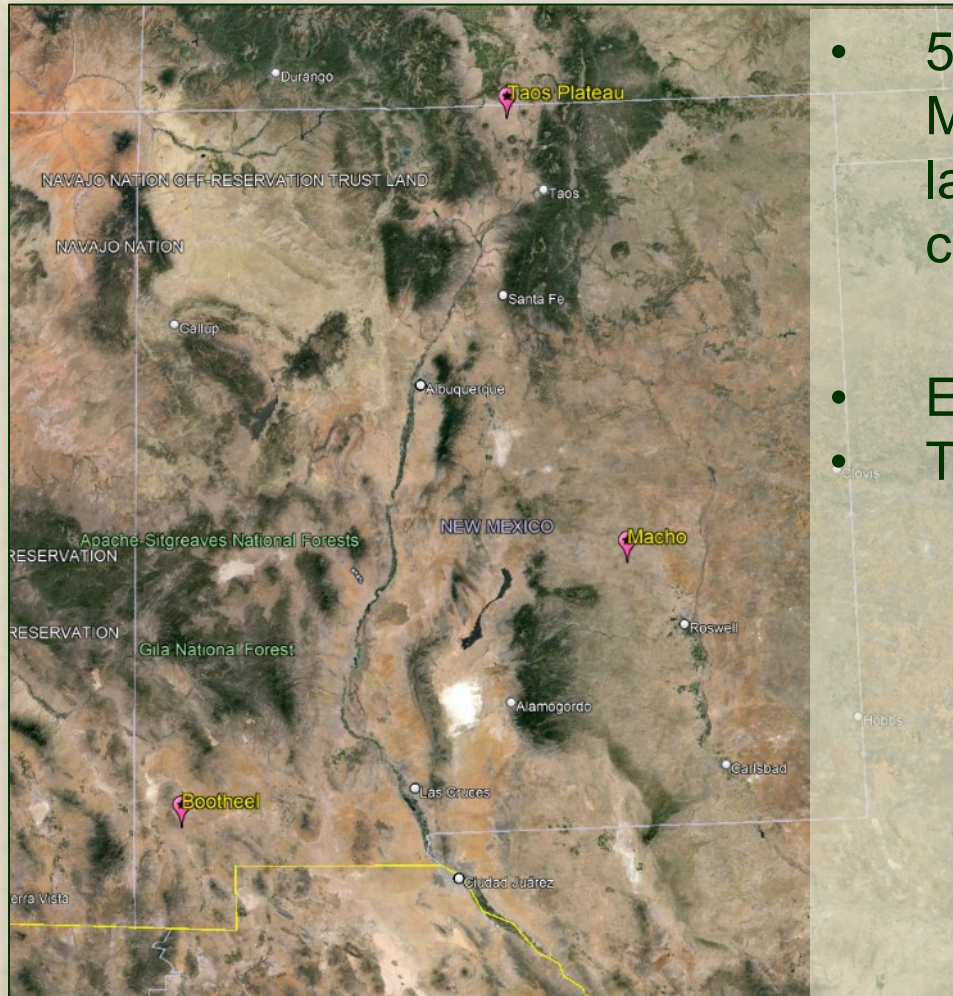 Durango
Taos Plateau
NAVAJO NATION OFF-RESERVATION TRUST LAND
Taos
NAVAJO NATION
Santa Fe
Gallup
Albuquerque
NEW MEXICO
Apache-Sitgreaves National Forests
Macho
RESERVATION
Roswell
RESERVATION
Gila National Forest
Alamogordo
Carlsbad
Las Cruces
Bootheel
Ciudad Juárez
erra Vista
• 5
M
la
c
• E
• T
Clovis
Hobbs